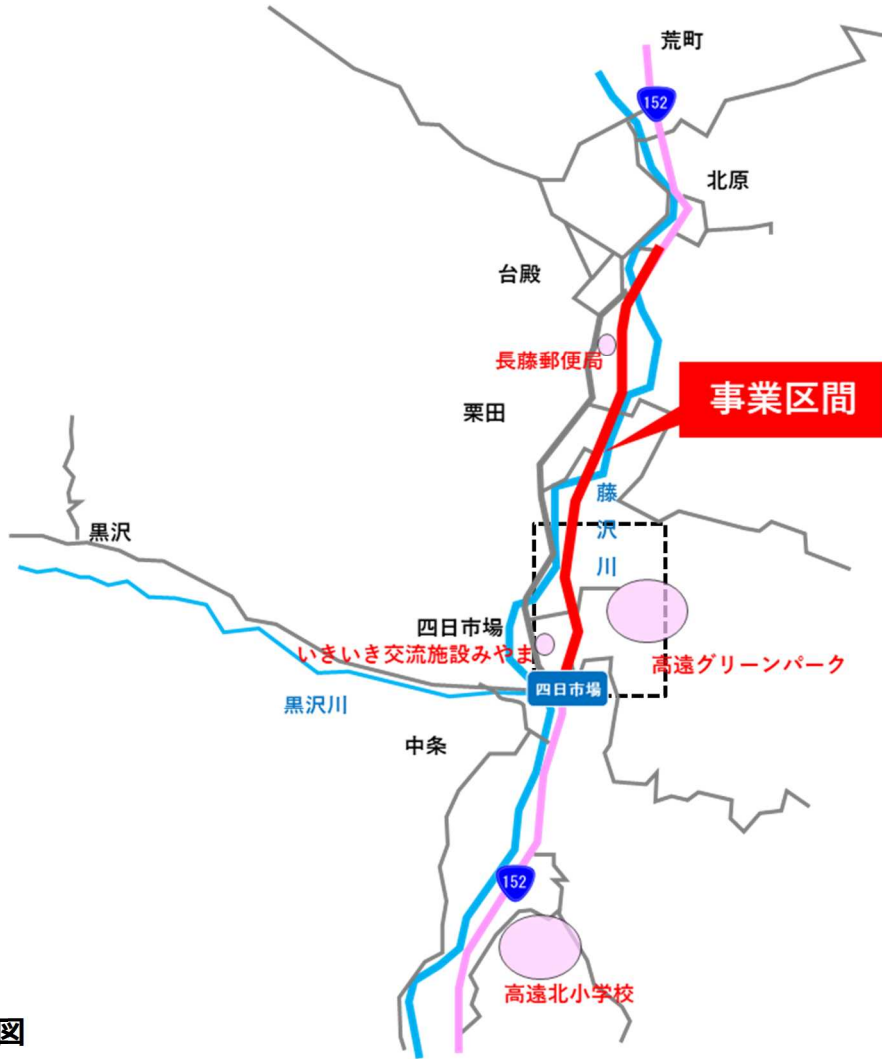 荒町
152
北原
台殿
長藤郵便局
事業区間
栗田
藤沢川
黒沢
四日市場
いきいき交流施設みやま
高遠グリーンパーク
四日市場
黒沢川
中条
152
高遠北小学校
図